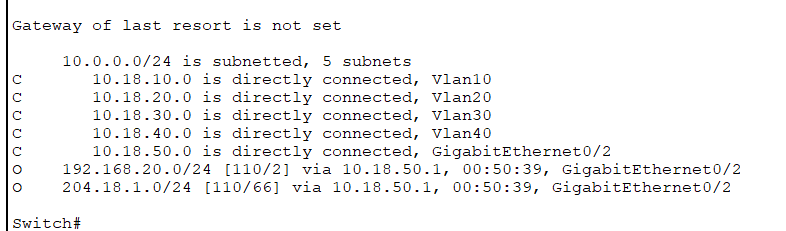 Gateway of last resort is not set
10.0.0.0/24 is subnetted, 5 subnets
C 10.18.10.0 is directly connected, Vlan10
C 10.18.20.0 is directly connected, Vlan20
C 10.18.30.0 is directly connected, Vlan30
C 10.18.40.0 is directly connected, Vlan40
C 10.18.50.0 is directly connected, GigabitEthernet0/2
O 192.168.20.0/24 [110/2] via 10.18.50.1, 00:50:39, GigabitEthernet0/2
O 204.18.1.0/24 [110/66] via 10.18.50.1, 00:50:39, GigabitEthernet0/2
Switch#